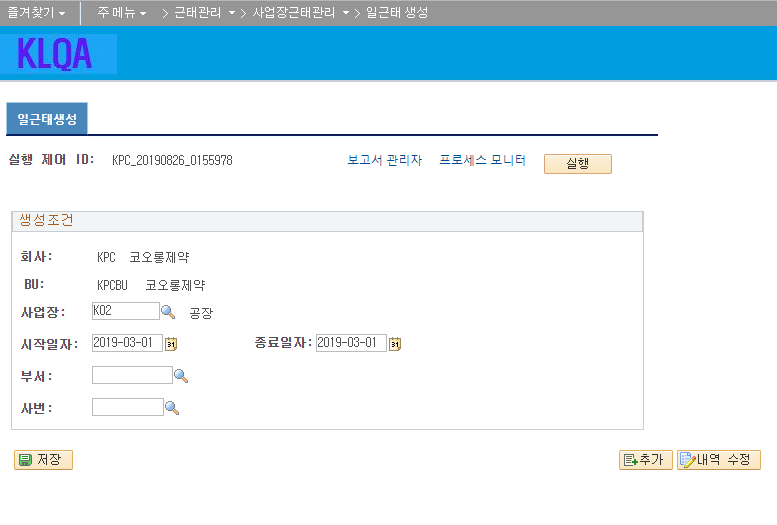 즐겨찾기 주 메뉴 > 근태관리 > 사업장근태관리 > 일근태 생성
KLQA
일근태생성
실행 제어 ID: KPC_20190826_0155978 보고서 관리자 프로세스 모니터 실행
생성조건
회사: KPC 코오롱제약
BU: KPCBU 코오롱제약
사업장: K02 공장
시작일자: 2019-03-01 종료일자: 2019-03-01
부서:
사번:
저장 추가 내역 수정